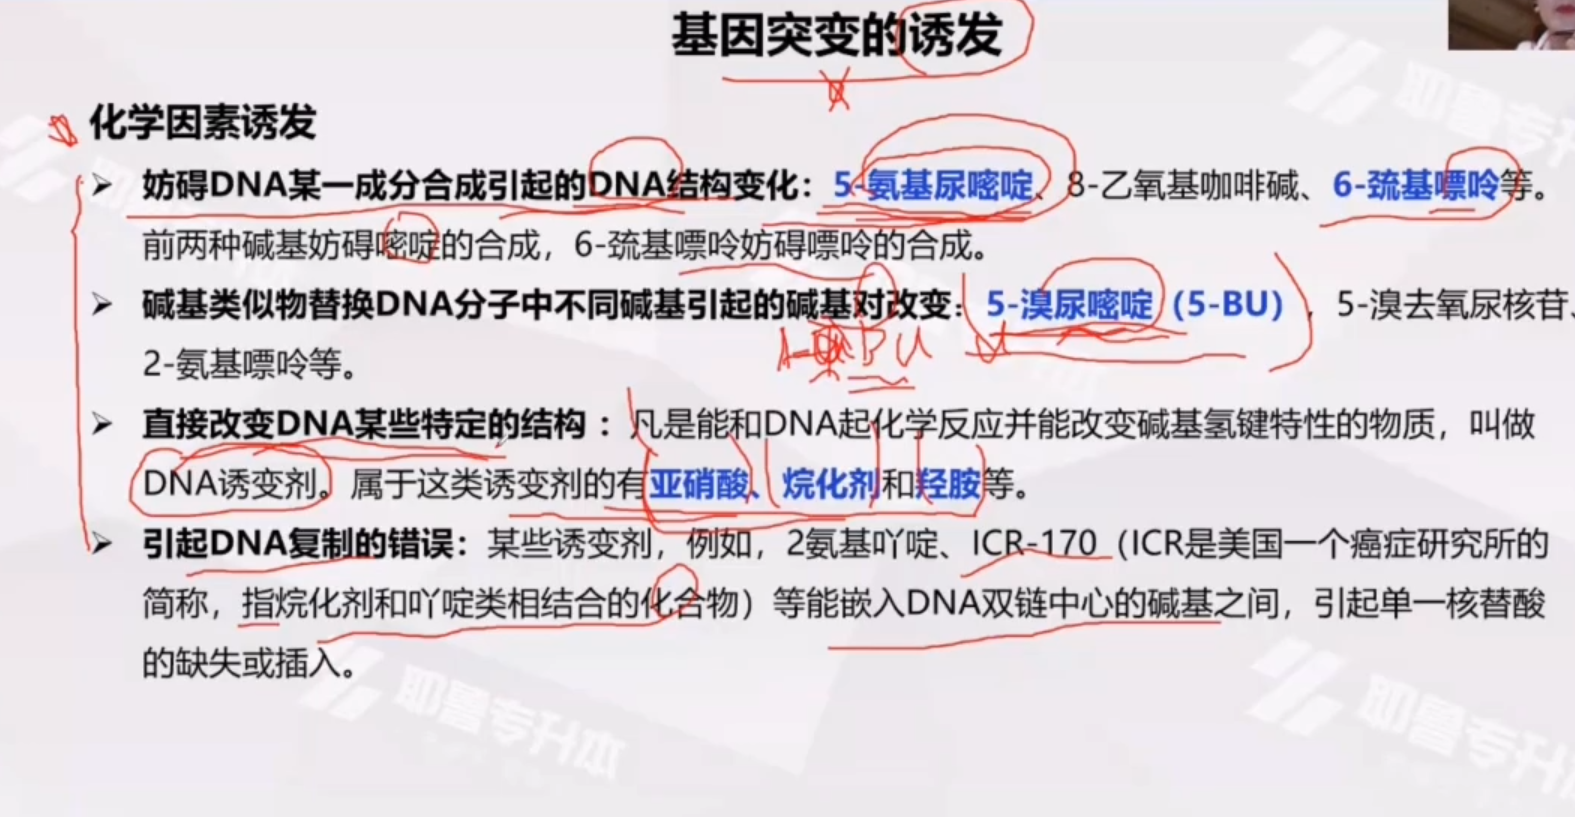 基因突变的诱发
化学因素诱发
➤ 妨碍DNA某一成分合成引起的DNA结构变化：5-氨基尿嘧啶、8-乙氧基咖啡碱、6-巯基嘌呤等。
前两种碱基妨碍嘧啶的合成，6-巯基嘌呤妨碍嘌呤的合成。
➤ 碱基类似物替换DNA分子中不同碱基引起的碱基对改变：5-溴尿嘧啶（5-BU），5-溴去氧尿核苷、
BU
2-氨基嘌呤等。
➤ 直接改变DNA某些特定的结构：凡是能和DNA起化学反应并能改变碱基氢键特性的物质，叫做
DNA诱变剂。属于这类诱变剂的有亚硝酸、烷化剂和羟胺等。
➤ 引起DNA复制的错误：某些诱变剂，例如，2氨基吖啶、ICR-170（ICR是美国一个癌症研究所的
简称，指烷化剂和吖啶类相结合的化合物）等能嵌入DNA双链中心的碱基之间，引起单一核替酸
的缺失或插入。
耶鲁专升本
耶鲁专升
耶鲁专